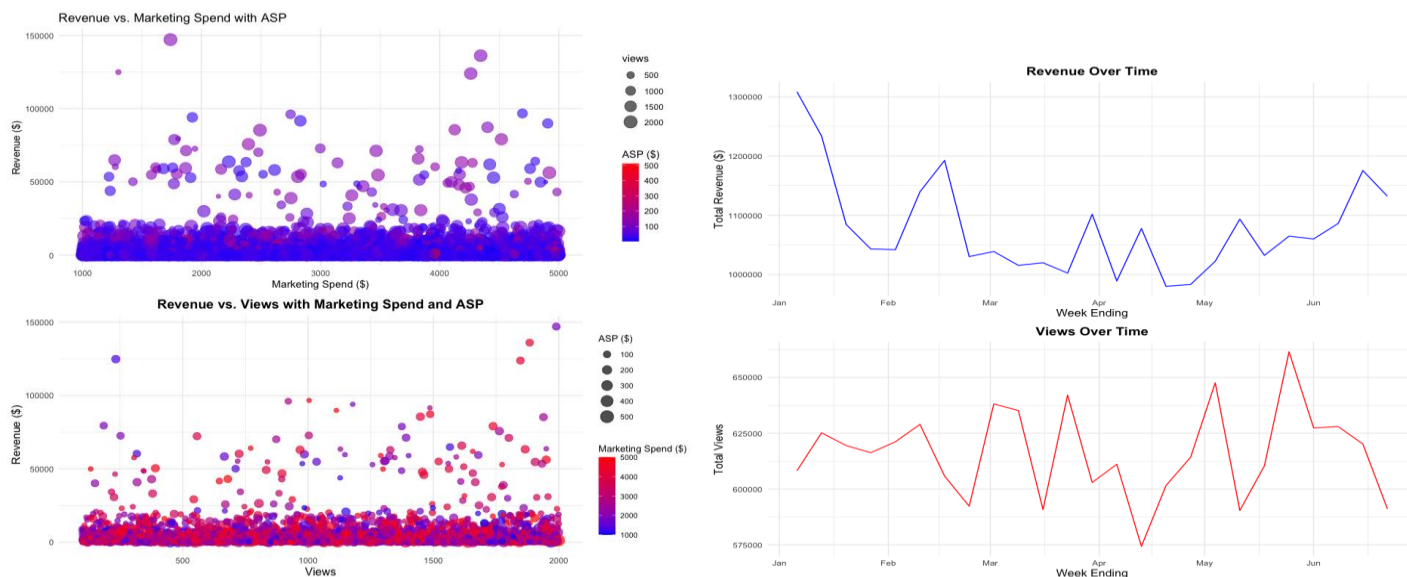 Revenue vs. Marketing Spend with ASP
150000
100000
50000
0
Revenue ($)
1000 2000 3000 4000 5000
Marketing Spend ($)
views
500
1000
1500
2000
ASP ($)
500
400
300
200
100
Revenue vs. Views with Marketing Spend and ASP
150000
100000
50000
0
Revenue ($)
500 1000 1500 2000
Views
ASP ($)
100
200
300
400
500
Marketing Spend ($)
5000
4000
3000
2000
1000
Revenue Over Time
1300000
1200000
1100000
1000000
Total Revenue ($)
Jan Feb Mar Apr May Jun
Week Ending
Views Over Time
650000
625000
600000
575000
Total Views
Jan Feb Mar Apr May Jun
Week Ending